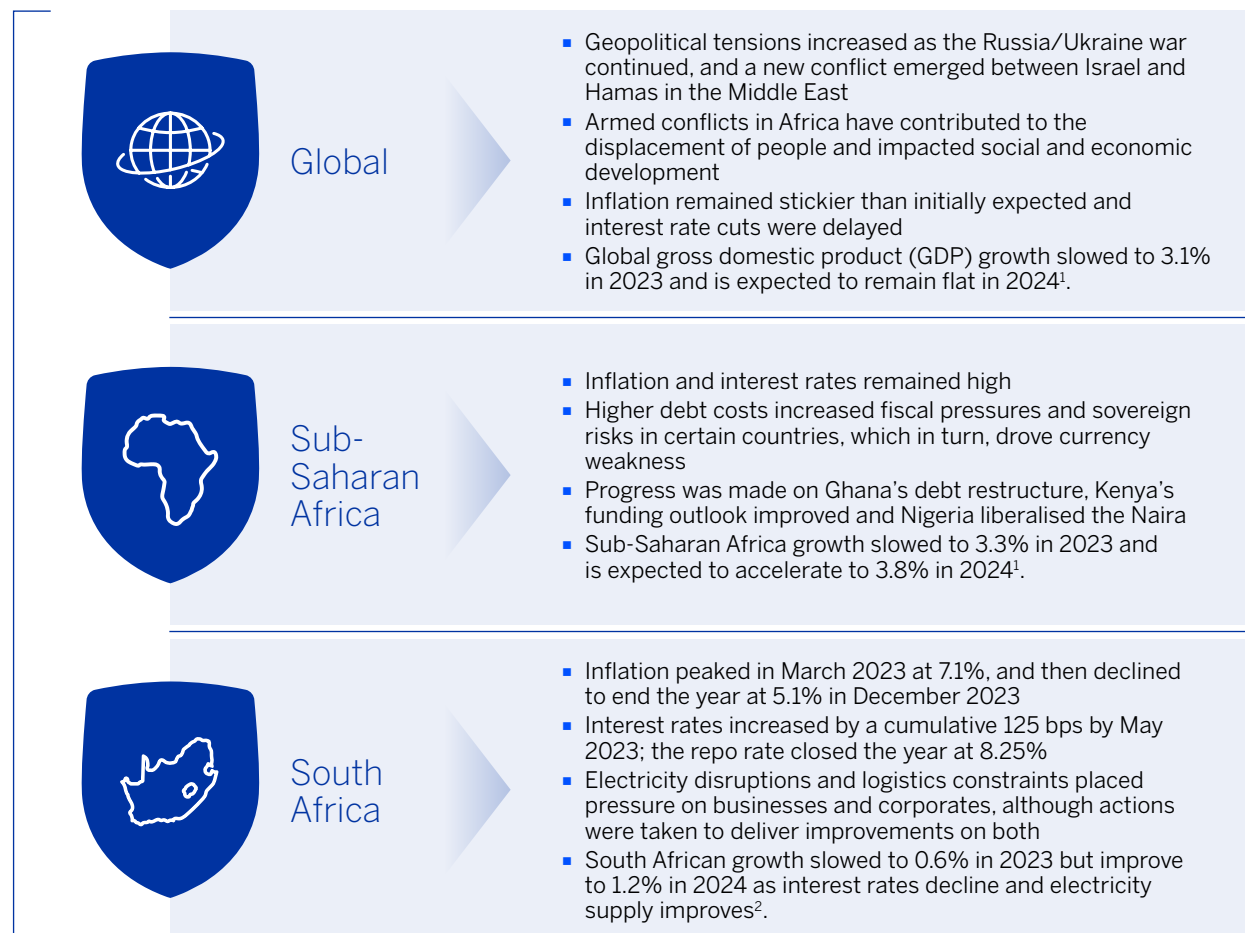 Global
■ Geopolitical tensions increased as the Russia/Ukraine war
continued, and a new conflict emerged between Israel and
Hamas in the Middle East
■ Armed conflicts in Africa have contributed to the
displacement of people and impacted social and economic
development
■ Inflation remained stickier than initially expected and
interest rate cuts were delayed
■ Global gross domestic product (GDP) growth slowed to 3.1%
in 2023 and is expected to remain flat in 2024¹.
Sub-
Saharan
Africa
■ Inflation and interest rates remained high
■ Higher debt costs increased fiscal pressures and sovereign
risks in certain countries, which in turn, drove currency
weakness
■ Progress was made on Ghana’s debt restructure, Kenya’s
funding outlook improved and Nigeria liberalised the Naira
■ Sub-Saharan Africa growth slowed to 3.3% in 2023 and
is expected to accelerate to 3.8% in 2024¹.
South
Africa
■ Inflation peaked in March 2023 at 7.1%, and then declined
to end the year at 5.1% in December 2023
■ Interest rates increased by a cumulative 125 bps by May
2023; the repo rate closed the year at 8.25%
■ Electricity disruptions and logistics constraints placed
pressure on businesses and corporates, although actions
were taken to deliver improvements on both
■ South African growth slowed to 0.6% in 2023 but improve
to 1.2% in 2024 as interest rates decline and electricity
supply improves².